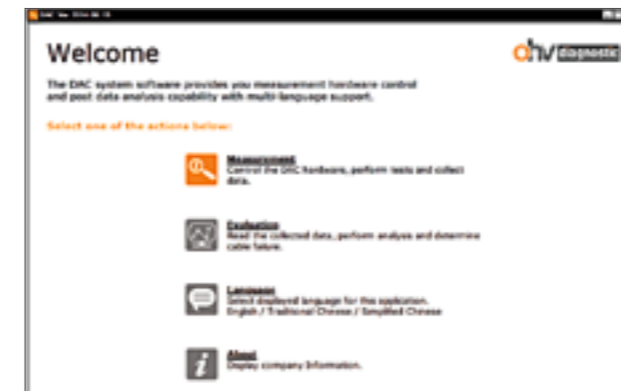 Welcome
The DAC system software provides you measurement hardware control
and post data analysis capability with multi-language support.
Select one of the actions below:
Measurement
Control the DAC hardware, perform tests and collect
data.
Evaluation
Read the collected data, perform analysis and determine
cable failure.
Language
Select displayed language for this application.
English / Traditional Chinese / Simplified Chinese
About
Display company Information.
hv diagnostic